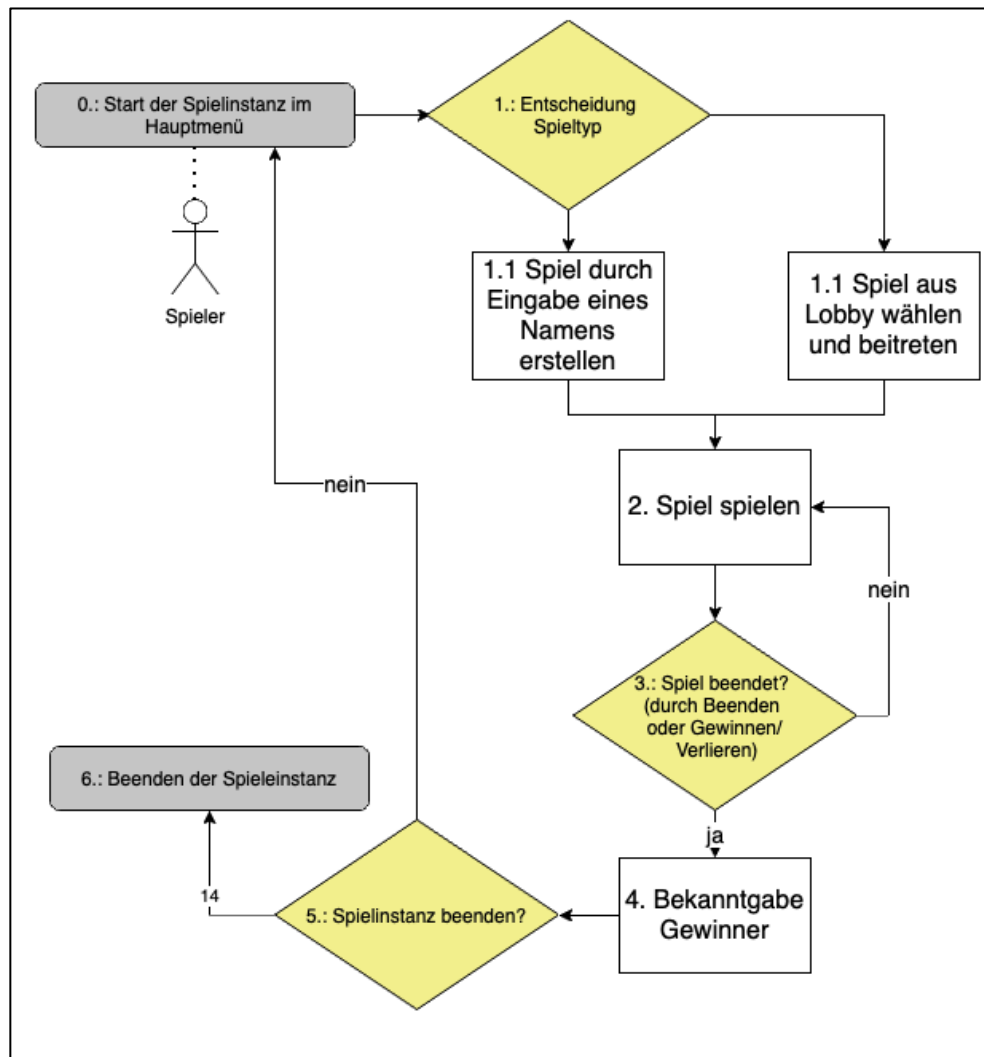 0.: Start der Spielinstanz im
Hauptmenü
Spieler
1.: Entscheidung
Spieltyp
1.1 Spiel durch
Eingabe eines
Namens
erstellen
1.1 Spiel aus
Lobby wählen
und beitreten
2. Spiel spielen
nein
3.: Spiel beendet?
(durch Beenden
oder Gewinnen/
Verlieren)
ja
4. Bekanntgabe
Gewinner
5.: Spielinstanz beenden?
nein
14
6.: Beenden der Spieleinstanz